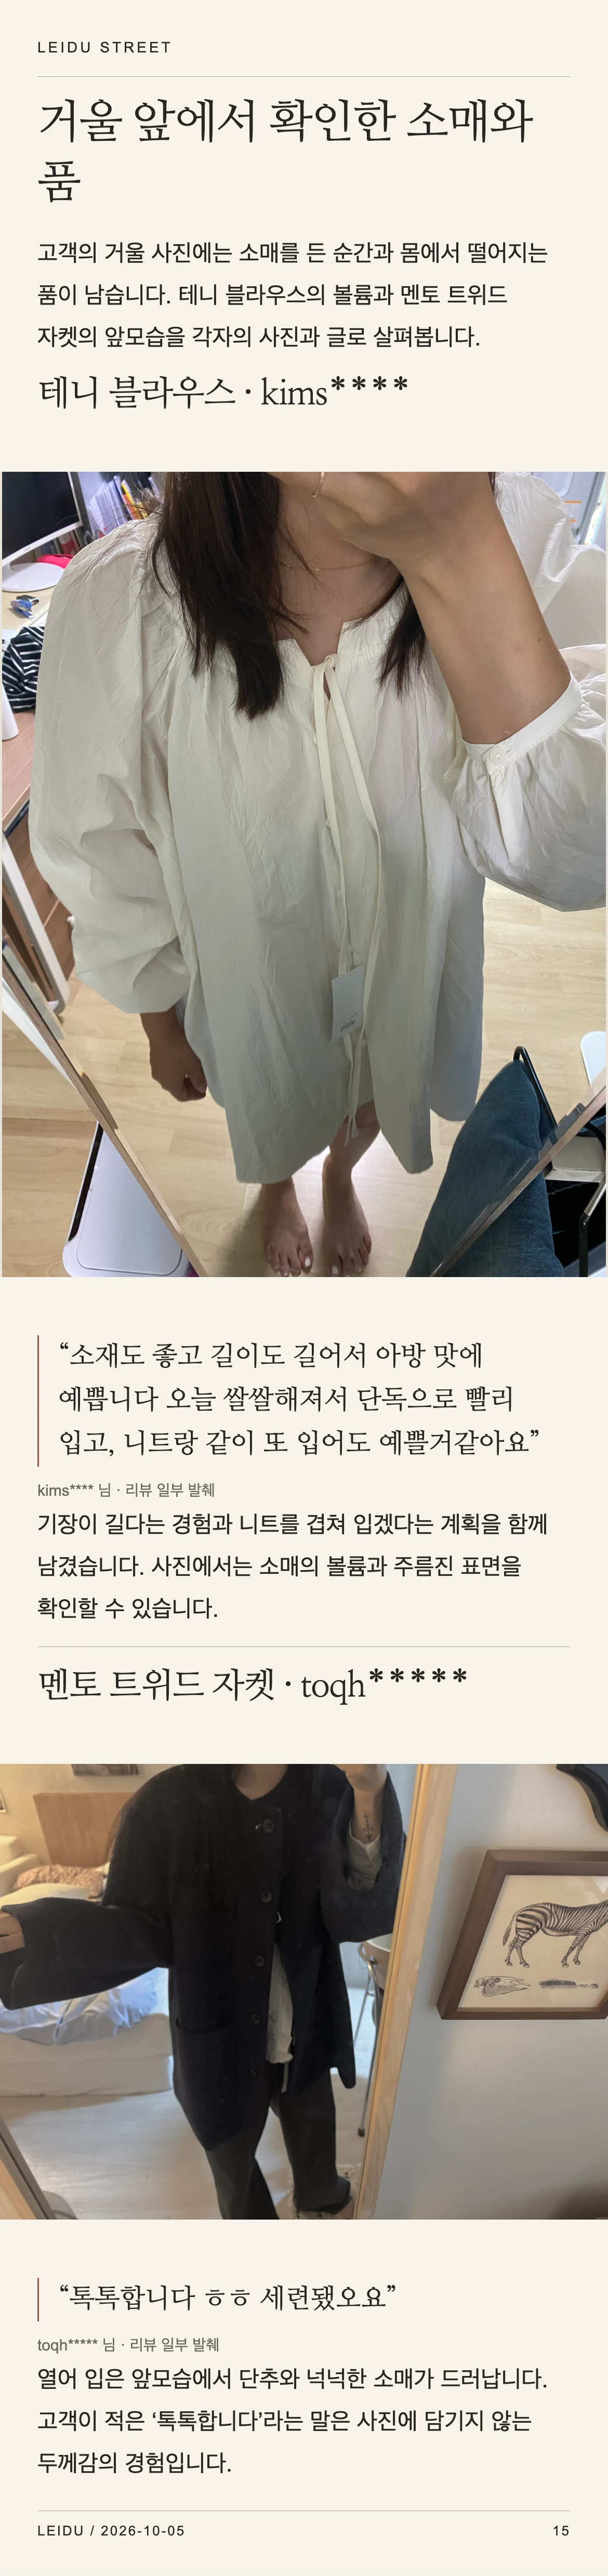 LEIDU STREET
거울 앞에서 확인한 소매와
품
고객의 거울 사진에는 소매를 든 순간과 몸에서 떨어지는
품이 남습니다. 테니 블라우스의 볼륨과 멘토 트위드
자켓의 앞모습을 각자의 사진과 글로 살펴봅니다.
테니 블라우스 · kims****
“소재도 좋고 길이도 길어서 아방 맛에
예쁩니다 오늘 쌀쌀해져서 단독으로 빨리
입고, 니트랑 같이 또 입어도 예쁠거같아요”
kims**** 님 · 리뷰 일부 발췌
기장이 길다는 경험과 니트를 겹쳐 입겠다는 계획을 함께
남겼습니다. 사진에서는 소매의 볼륨과 주름진 표면을
확인할 수 있습니다.
멘토 트위드 자켓 · toqh*****
“톡톡합니다 ㅎㅎ 세련됐오요”
toqh***** 님 · 리뷰 일부 발췌
열어 입은 앞모습에서 단추와 넉넉한 소매가 드러납니다.
고객이 적은 ‘톡톡합니다’라는 말은 사진에 담기지 않는
두께감의 경험입니다.
LEIDU / 2026-10-05
15